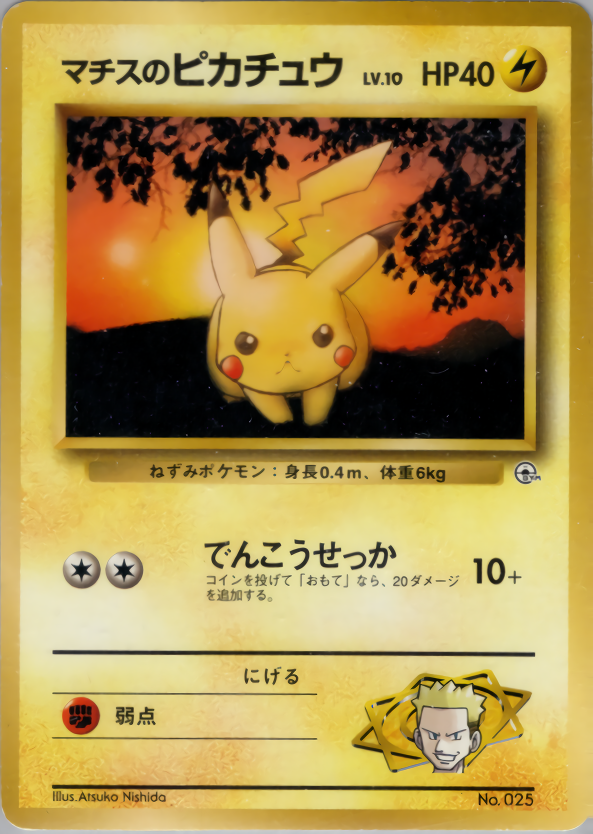 マチスのピカチュウ LV.10 HP40
ねずみポケモン：身長0.4m、体重6kg
GYM
でんこうせっか 10+
コインを投げて「おもて」なら、20ダメージ
を追加する。
にげる
弱点
Illus.Atsuko Nishida No.025